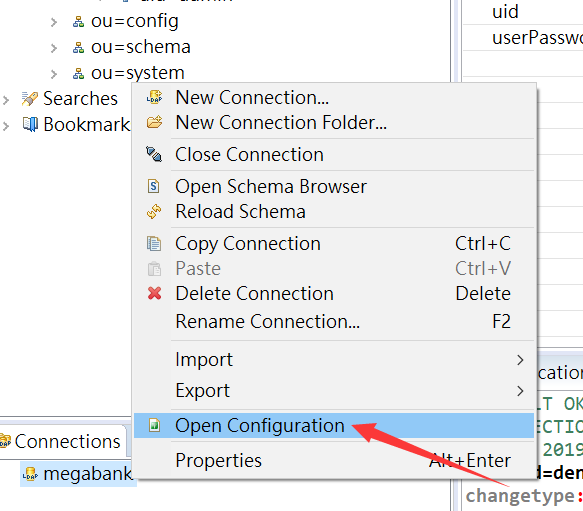 ou=config
ou=schema
ou=system
Searches
Bookmark
uid
userPasswo
New Connection...
New Connection Folder...
Close Connection
Open Schema Browser
Reload Schema
Copy Connection Ctrl+C
Paste Ctrl+V
Delete Connection Delete
Rename Connection... F2
Import
Export
Open Configuration
Properties Alt+Enter
Connections
megabank
ication
LT OK
ECTIO
2019
d=den
changetype: